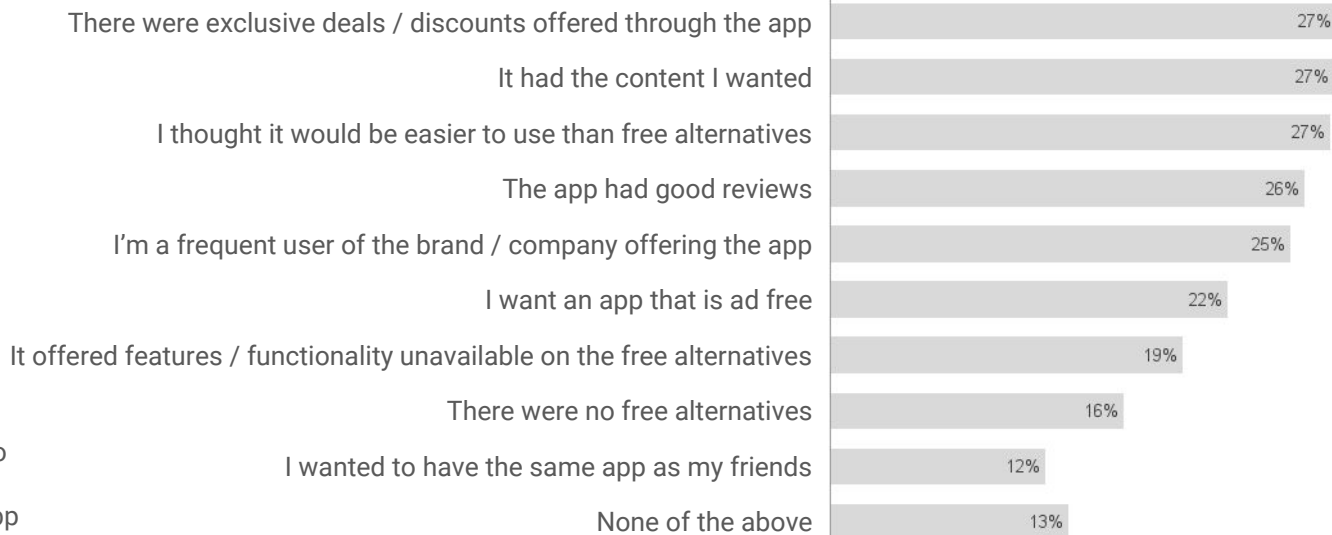 There were exclusive deals / discounts offered through the app 27%
It had the content I wanted 27%
I thought it would be easier to use than free alternatives 27%
The app had good reviews 26%
I’m a frequent user of the brand / company offering the app 25%
I want an app that is ad free 22%
It offered features / functionality unavailable on the free alternatives 19%
There were no free alternatives 16%
I wanted to have the same app as my friends 12%
None of the above 13%